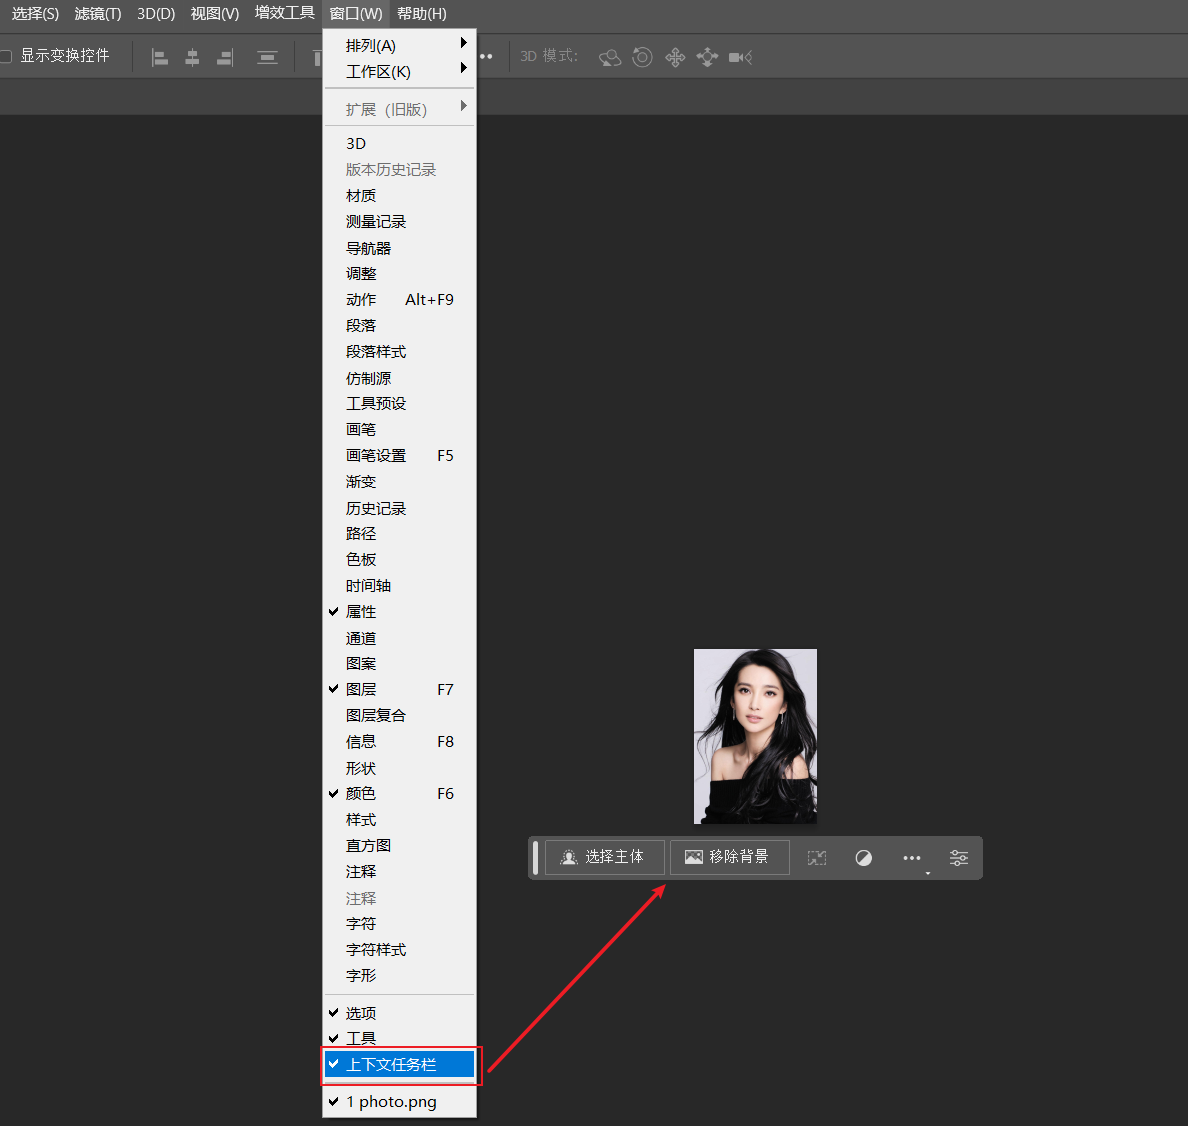 选择(S) 滤镜(T) 3D(D) 视图(V) 增效工具 窗口(W) 帮助(H)
显示变换控件
3D 模式:
排列(A)
工作区(K)
扩展（旧版）
3D
版本历史记录
材质
测量记录
导航器
调整
动作 Alt+F9
段落
段落样式
仿制源
工具预设
画笔
画笔设置 F5
渐变
历史记录
路径
色板
时间轴
属性
通道
图案
图层 F7
图层复合
信息 F8
形状
颜色 F6
样式
直方图
注释
注释
字符
字符样式
字形
选项
工具
上下文任务栏
1 photo.png
选择主体 移除背景